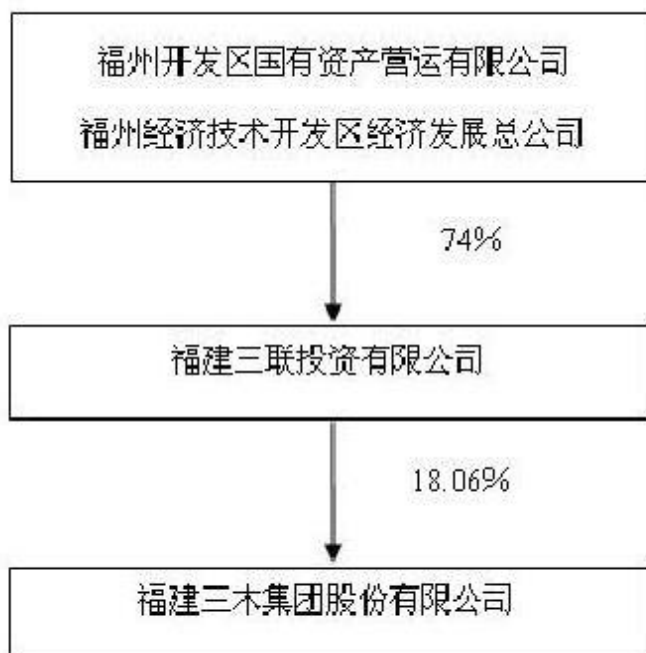 福州开发区国有资产营运有限公司
福州经济技术开发区经济发展总公司
74%
福建三联投资有限公司
18.06%
福建三木集团股份有限公司